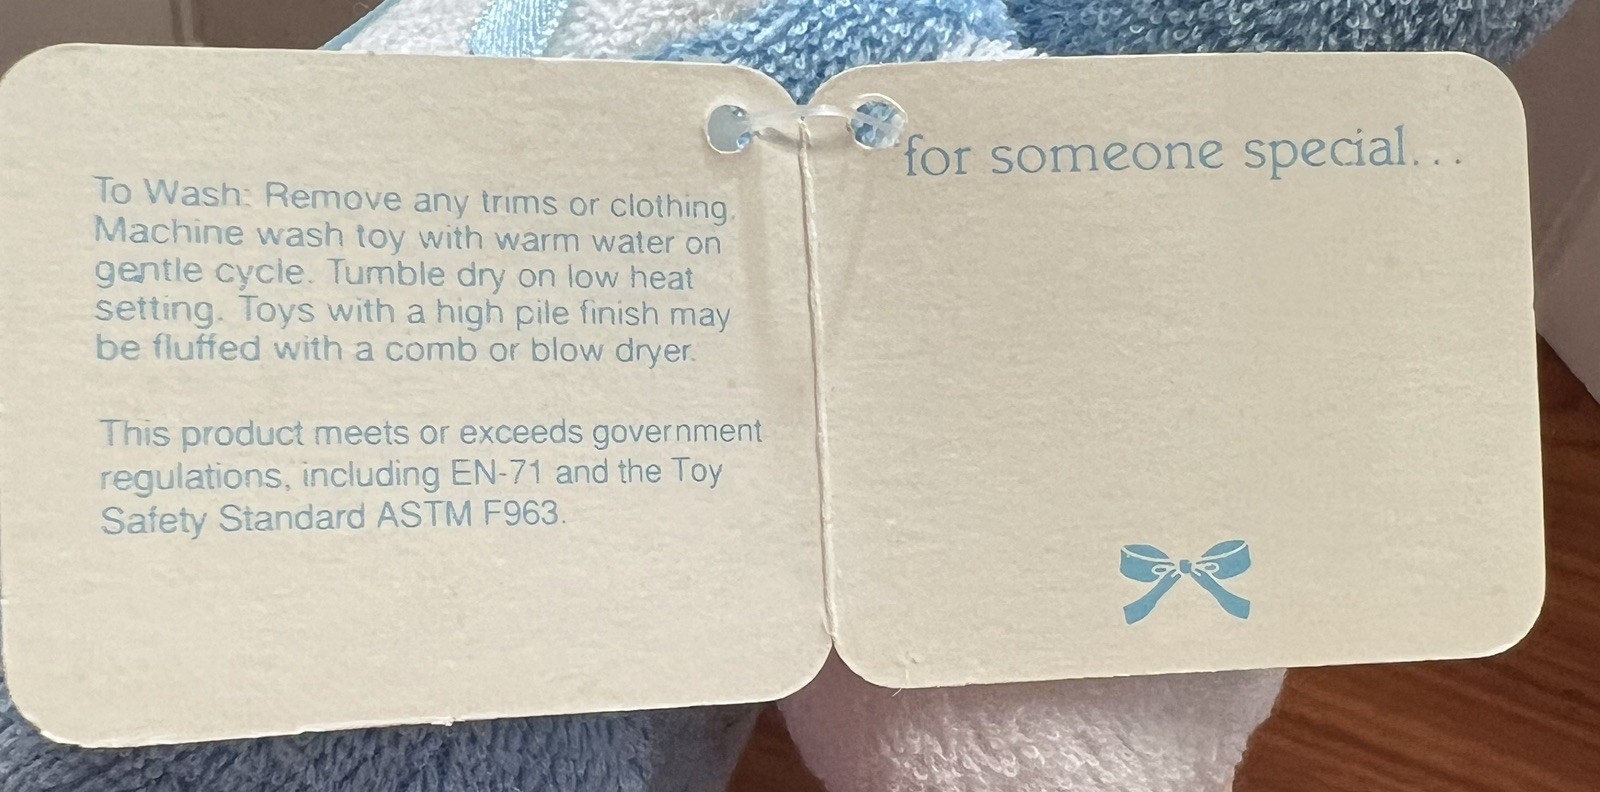 To Wash: Remove any trims or clothing.
Machine wash toy with warm water on
gentle cycle. Tumble dry on low heat
setting. Toys with a high pile finish may
be fluffed with a comb or blow dryer.
This product meets or exceeds government
regulations, including EN-71 and the Toy
Safety Standard ASTM F963.
for someone special...